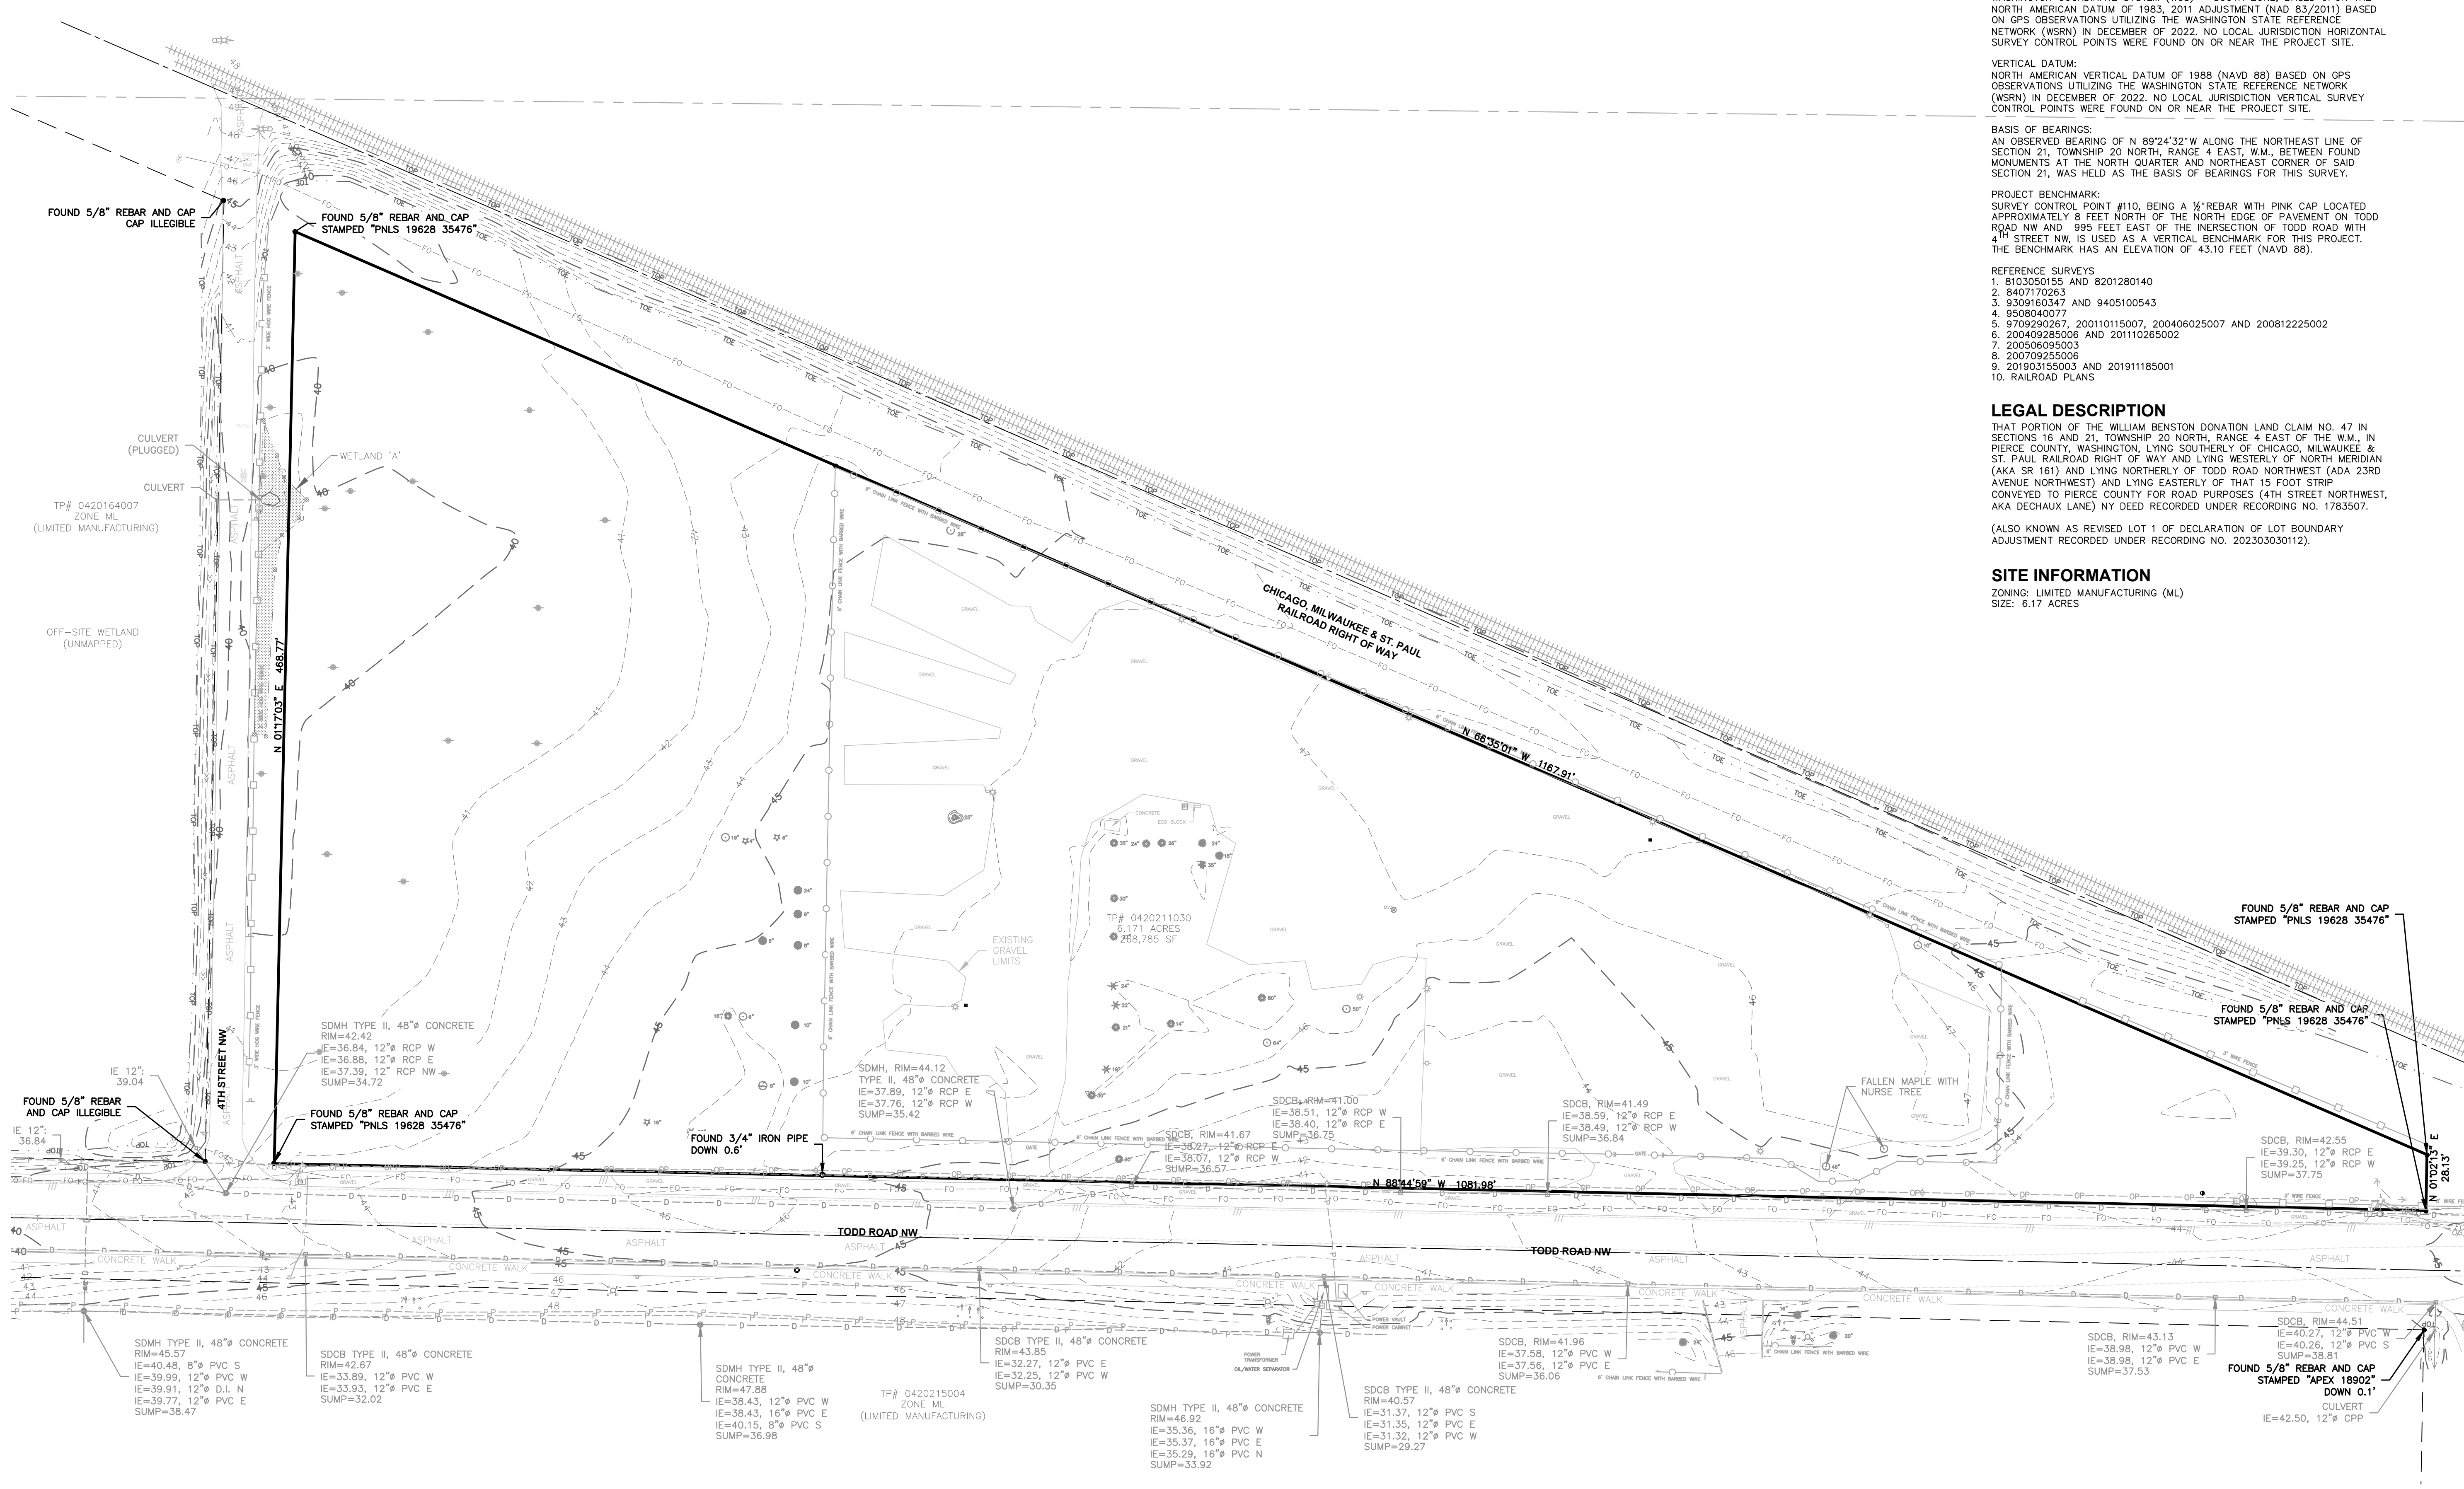 NORTH AMERICAN DATUM OF 1983, 2011 ADJUSTMENT (NAD 83/2011) BASED
ON GPS OBSERVATIONS UTILIZING THE WASHINGTON STATE REFERENCE
NETWORK (WSRN) IN DECEMBER OF 2022. NO LOCAL JURISDICTION HORIZONTAL
SURVEY CONTROL POINTS WERE FOUND ON OR NEAR THE PROJECT SITE.
VERTICAL DATUM:
NORTH AMERICAN VERTICAL DATUM OF 1988 (NAVD 88) BASED ON GPS
OBSERVATIONS UTILIZING THE WASHINGTON STATE REFERENCE NETWORK
(WSRN) IN DECEMBER OF 2022. NO LOCAL JURISDICTION VERTICAL SURVEY
CONTROL POINTS WERE FOUND ON OR NEAR THE PROJECT SITE.
BASIS OF BEARINGS:
AN OBSERVED BEARING OF N 89°24'32"W ALONG THE NORTHEAST LINE OF
SECTION 21, TOWNSHIP 20 NORTH, RANGE 4 EAST, W.M., BETWEEN FOUND
MONUMENTS AT THE NORTH QUARTER AND NORTHEAST CORNER OF SAID
SECTION 21, WAS HELD AS THE BASIS OF BEARINGS FOR THIS SURVEY.
PROJECT BENCHMARK:
SURVEY CONTROL POINT #110, BEING A ½"REBAR WITH PINK CAP LOCATED
APPROXIMATELY 8 FEET NORTH OF THE NORTH EDGE OF PAVEMENT ON TODD
ROAD NW AND 995 FEET EAST OF THE INERSECTION OF TODD ROAD WITH
4TH STREET NW, IS USED AS A VERTICAL BENCHMARK FOR THIS PROJECT.
THE BENCHMARK HAS AN ELEVATION OF 43.10 FEET (NAVD 88).
REFERENCE SURVEYS
1. 8103050155 AND 8201280140
2. 8407170263
3. 9309160347 AND 9405100543
4. 9508040077
5. 9709290267, 200110115007, 200406025007 AND 200812225002
6. 200409285006 AND 201110265002
7. 200506095003
8. 200709255006
9. 201903155003 AND 201911185001
10. RAILROAD PLANS
LEGAL DESCRIPTION
THAT PORTION OF THE WILLIAM BENSTON DONATION LAND CLAIM NO. 47 IN
SECTIONS 16 AND 21, TOWNSHIP 20 NORTH, RANGE 4 EAST OF THE W.M., IN
PIERCE COUNTY, WASHINGTON, LYING SOUTHERLY OF CHICAGO, MILWAUKEE &
ST. PAUL RAILROAD RIGHT OF WAY AND LYING WESTERLY OF NORTH MERIDIAN
(AKA SR 161) AND LYING NORTHERLY OF TODD ROAD NORTHWEST (ADA 23RD
AVENUE NORTHWEST) AND LYING EASTERLY OF THAT 15 FOOT STRIP
CONVEYED TO PIERCE COUNTY FOR ROAD PURPOSES (4TH STREET NORTHWEST,
AKA DECHAUX LANE) NY DEED RECORDED UNDER RECORDING NO. 1783507.
(ALSO KNOWN AS REVISED LOT 1 OF DECLARATION OF LOT BOUNDARY
ADJUSTMENT RECORDED UNDER RECORDING NO. 202303030112).
SITE INFORMATION
ZONING: LIMITED MANUFACTURING (ML)
SIZE: 6.17 ACRES
FOUND 5/8" REBAR AND CAP
CAP ILLEGIBLE
FOUND 5/8" REBAR AND CAP
STAMPED "PNLS 19628 35476"
CULVERT
(PLUGGED)
WETLAND 'A'
CULVERT
TP# 0420164007
ZONE ML
(LIMITED MANUFACTURING)
OFF-SITE WETLAND
(UNMAPPED)
N 01°17'03" E 468.77'
4TH STREET NW
CHICAGO, MILWAUKEE & ST. PAUL
RAILROAD RIGHT OF WAY
N 66°35'01" W 1167.91'
6' CHAIN LINK FENCE WITH BARBED WIRE
CONCRETE
ECO BLOCK
TP# 0420211030
6.171 ACRES
268,785 SF
EXISTING
GRAVEL
LIMITS
FOUND 5/8" REBAR AND CAP
STAMPED "PNLS 19628 35476"
FOUND 5/8" REBAR AND CAP
STAMPED "PNLS 19628 35476"
N 01°02'13" E
28.13'
SDMH TYPE II, 48"ø CONCRETE
RIM=42.42
IE=36.84, 12"ø RCP W
IE=36.88, 12"ø RCP E
IE=37.39, 12" RCP NW
SUMP=34.72
IE 12":
39.04
FOUND 5/8" REBAR
AND CAP ILLEGIBLE
IE 12":
36.84
FOUND 5/8" REBAR AND CAP
STAMPED "PNLS 19628 35476"
FOUND 3/4" IRON PIPE
DOWN 0.6'
SDMH, RIM=44.12
TYPE II, 48"ø CONCRETE
IE=37.89, 12"ø RCP E
IE=37.76, 12"ø RCP W
SUMP=35.42
SDCB, RIM=41.00
IE=38.51, 12"ø RCP W
IE=38.40, 12"ø RCP E
SUMP=36.75
SDCB, RIM=41.67
IE=38.27, 12"ø RCP E
IE=38.07, 12"ø RCP W
SUMP=36.57
SDCB, RIM=41.49
IE=38.59, 12"ø RCP E
IE=38.49, 12"ø RCP W
SUMP=36.84
FALLEN MAPLE WITH
NURSE TREE
SDCB, RIM=42.55
IE=39.30, 12"ø RCP E
IE=39.25, 12"ø RCP W
SUMP=37.75
GATE
GATE
3' WIRE FENCE
N 88°44'59" W 1081.98'
TODD ROAD NW
TODD ROAD NW
ASPHALT
CONCRETE WALK
POWER VAULT
POWER CABINET
POWER
TRANSFORMER
OIL/WATER SEPARATOR
SDMH TYPE II, 48"ø CONCRETE
RIM=45.57
IE=40.48, 8"ø PVC S
IE=39.99, 12"ø PVC W
IE=39.91, 12"ø D.I. N
IE=39.77, 12"ø PVC E
SUMP=38.47
SDCB TYPE II, 48"ø CONCRETE
RIM=42.67
IE=33.89, 12"ø PVC W
IE=33.93, 12"ø PVC E
SUMP=32.02
SDMH TYPE II, 48"ø
CONCRETE
RIM=47.88
IE=38.43, 12"ø PVC W
IE=38.43, 16"ø PVC E
IE=40.15, 8"ø PVC S
SUMP=36.98
TP# 0420215004
ZONE ML
(LIMITED MANUFACTURING)
SDCB TYPE II, 48"ø CONCRETE
RIM=43.85
IE=32.27, 12"ø PVC E
IE=32.25, 12"ø PVC W
SUMP=30.35
SDMH TYPE II, 48"ø CONCRETE
RIM=46.92
IE=35.36, 16"ø PVC W
IE=35.37, 16"ø PVC E
IE=35.29, 16"ø PVC N
SUMP=33.92
SDCB TYPE II, 48"ø CONCRETE
RIM=40.57
IE=31.37, 12"ø PVC S
IE=31.35, 12"ø PVC E
IE=31.32, 12"ø PVC W
SUMP=29.27
SDCB, RIM=41.96
IE=37.58, 12"ø PVC W
IE=37.56, 12"ø PVC E
SUMP=36.06
6' CHAIN LINK FENCE WITH BARBED WIRE
SDCB, RIM=43.13
IE=38.98, 12"ø PVC W
IE=38.98, 12"ø PVC E
SUMP=37.53
SDCB, RIM=44.51
IE=40.27, 12"ø PVC W
IE=40.26, 12"ø PVC S
SUMP=38.81
FOUND 5/8" REBAR AND CAP
STAMPED "APEX 18902"
DOWN 0.1'
CULVERT
IE=42.50, 12"ø CPP